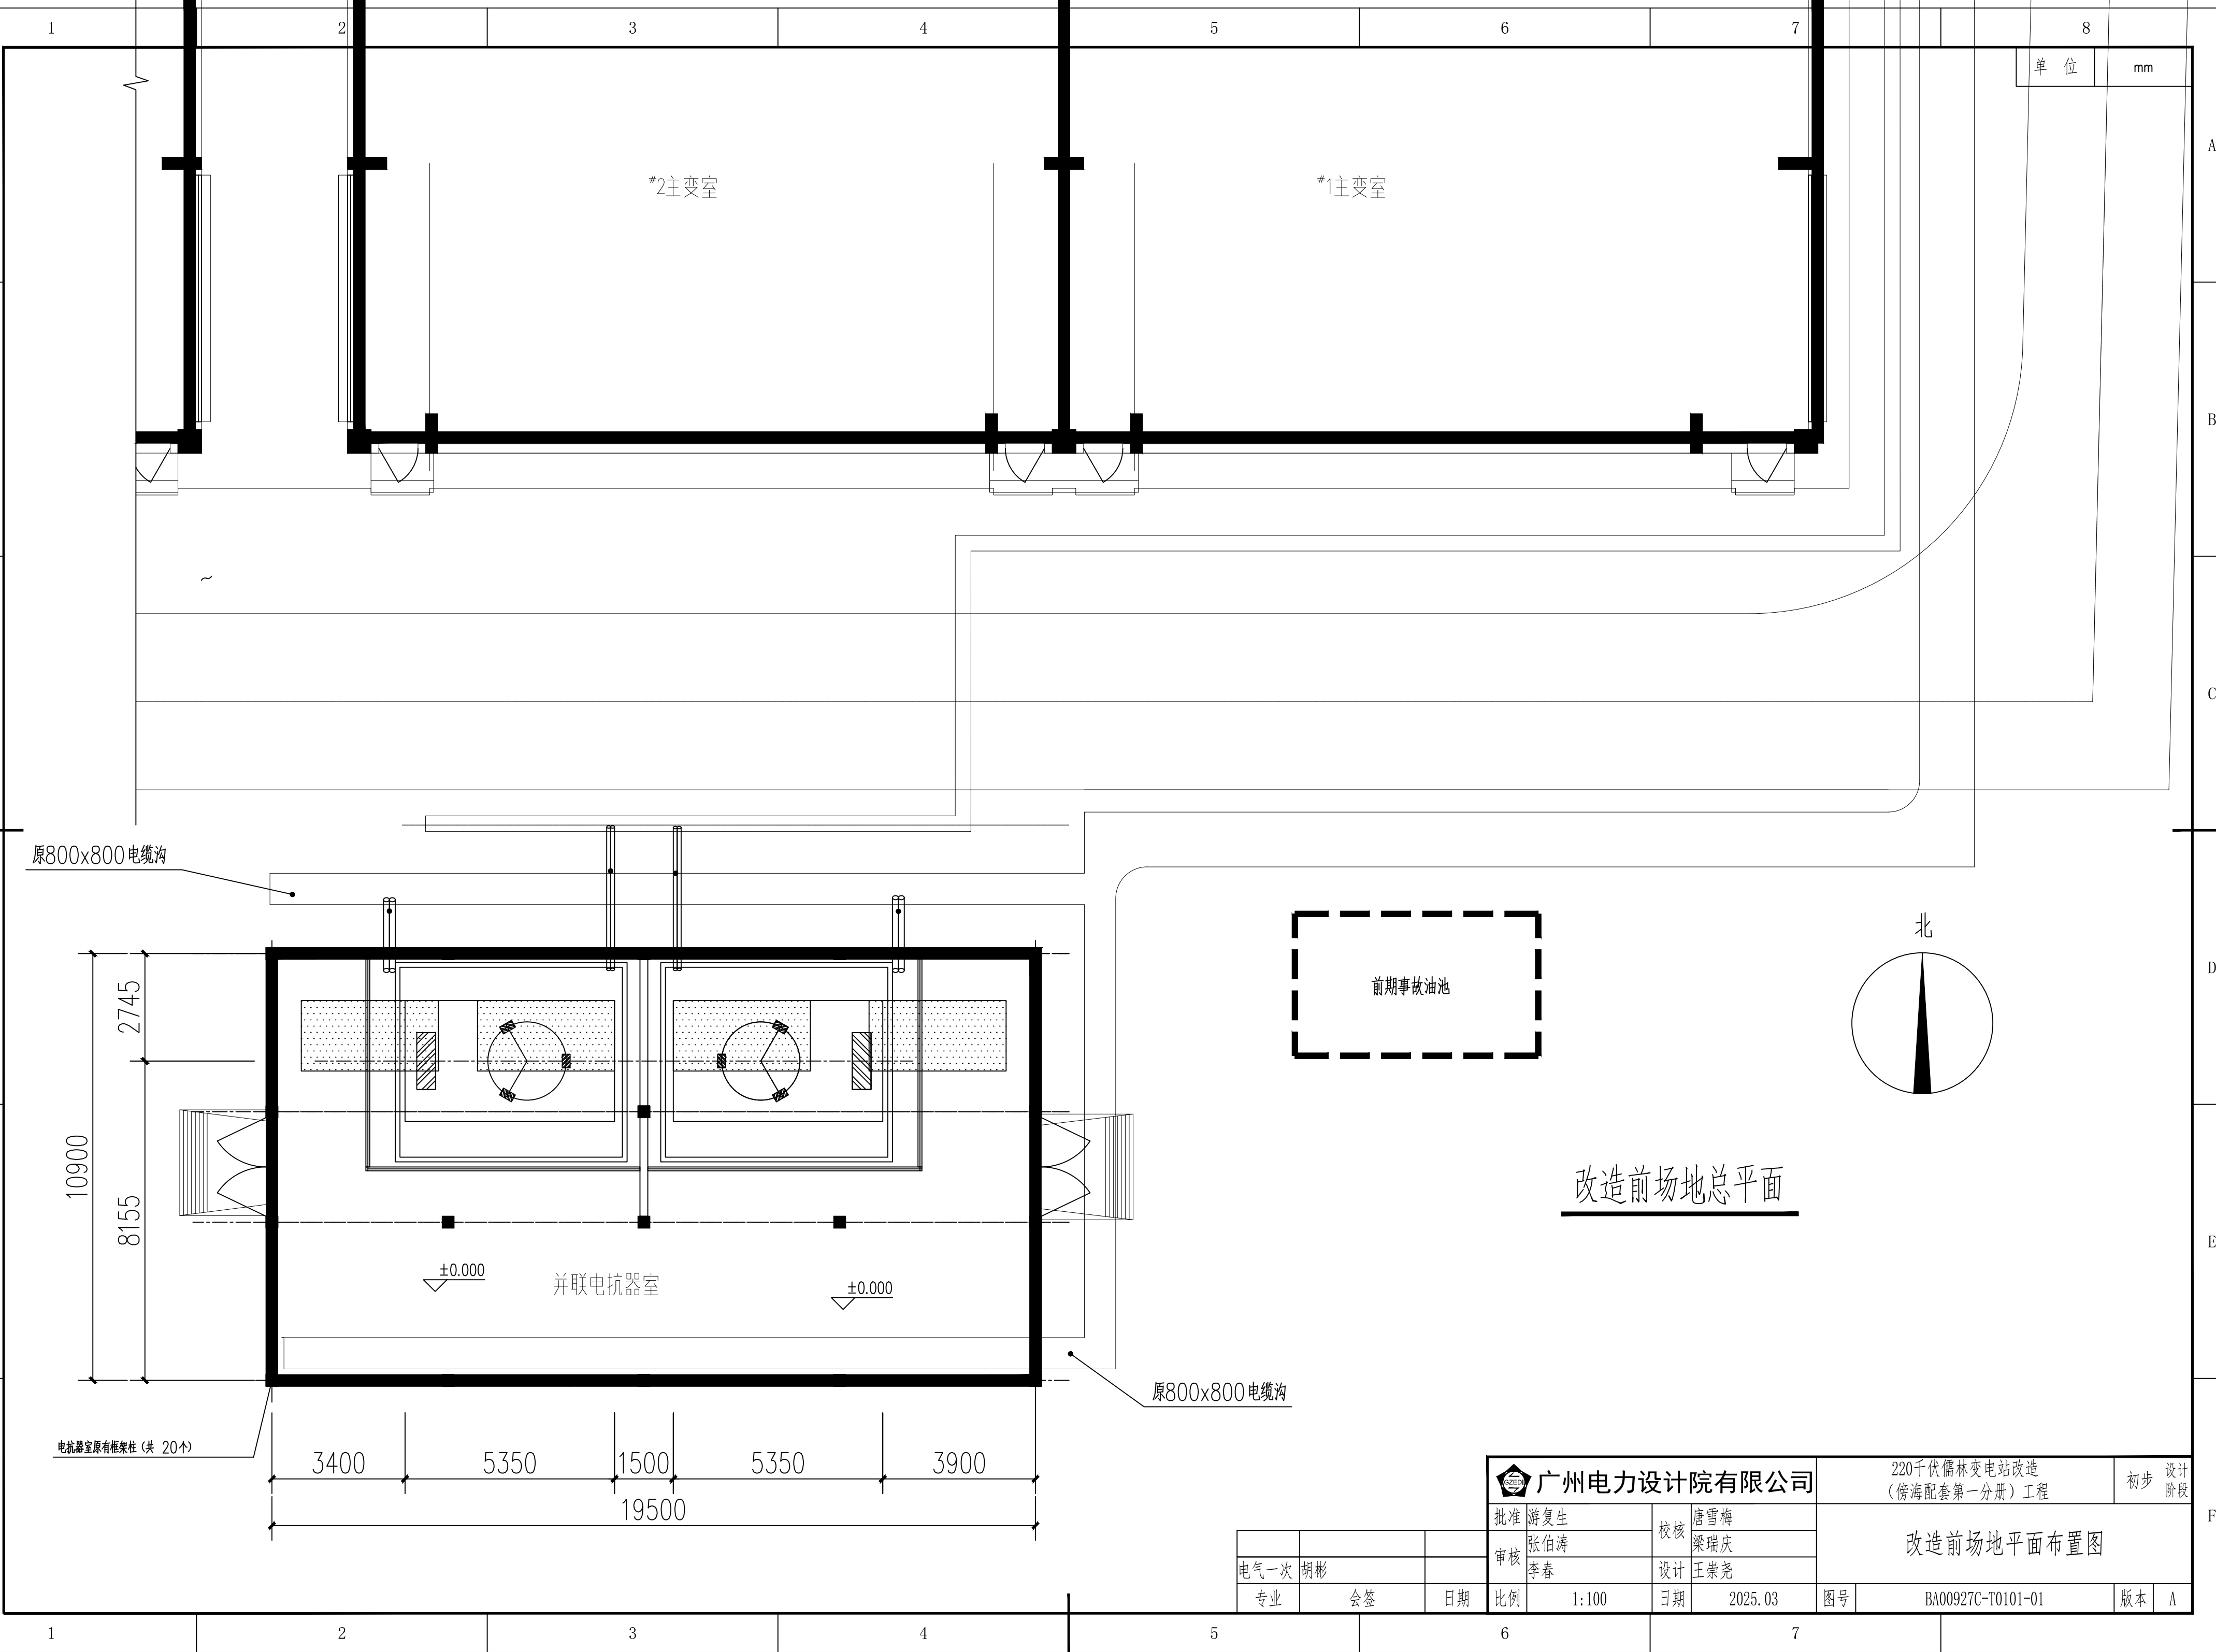 1 2 3 4 5 6 7 8
单 位 mm
A
#2主变室 #1主变室
B
~
C
原800x800电缆沟
北
D
前期事故油池
2745
10900
8155
改造前场地总平面
E
±0.000
并联电抗器室
±0.000
原800x800电缆沟
电抗器室原有框架柱（共 20个）
3400 5350 1500 5350 3900
19500
GZEDI 广州电力设计院有限公司
220千伏儒林变电站改造
（傍海配套第一分册）工程
初步 设计
阶段
批准 游复生 校核 唐雪梅
审核 张伯涛 梁瑞庆
改造前场地平面布置图
F
电气一次 胡彬 李春 设计 王崇尧
专业 会签 日期 比例 1:100 日期 2025.03 图号 BA00927C-T0101-01 版本 A
1 2 3 4 5 6 7